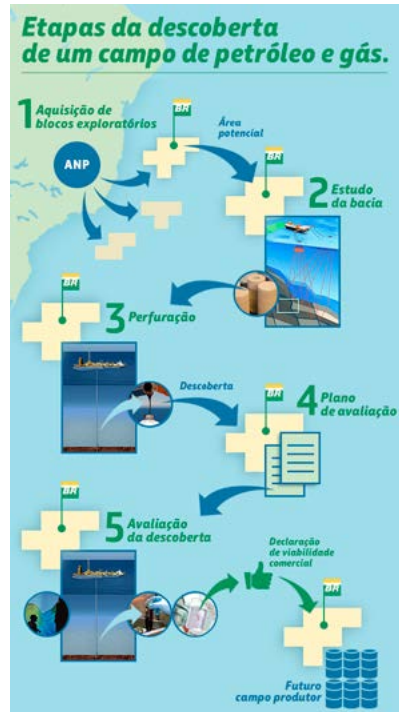 Etapas da descoberta
de um campo de petróleo e gás.
1 Aquisição de
blocos exploratórios
BR
Área
potencial
ANP
BR
2 Estudo
da bacia
BR
3 Perfuração
Descoberta
BR
4 Plano
de avaliação
BR
5 Avaliação
da descoberta
Declaração
de viabilidade
comercial
BR
Futuro
campo produtor